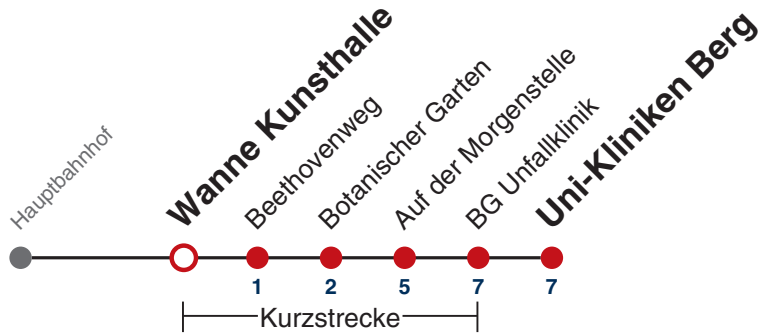 Hauptbahnhof
Wanne Kunsthalle
Beethovenweg
Botanischer Garten
Auf der Morgenstelle
BG Unfallklinik
Uni-Kliniken Berg
1 2 5 7 7
Kurzstrecke